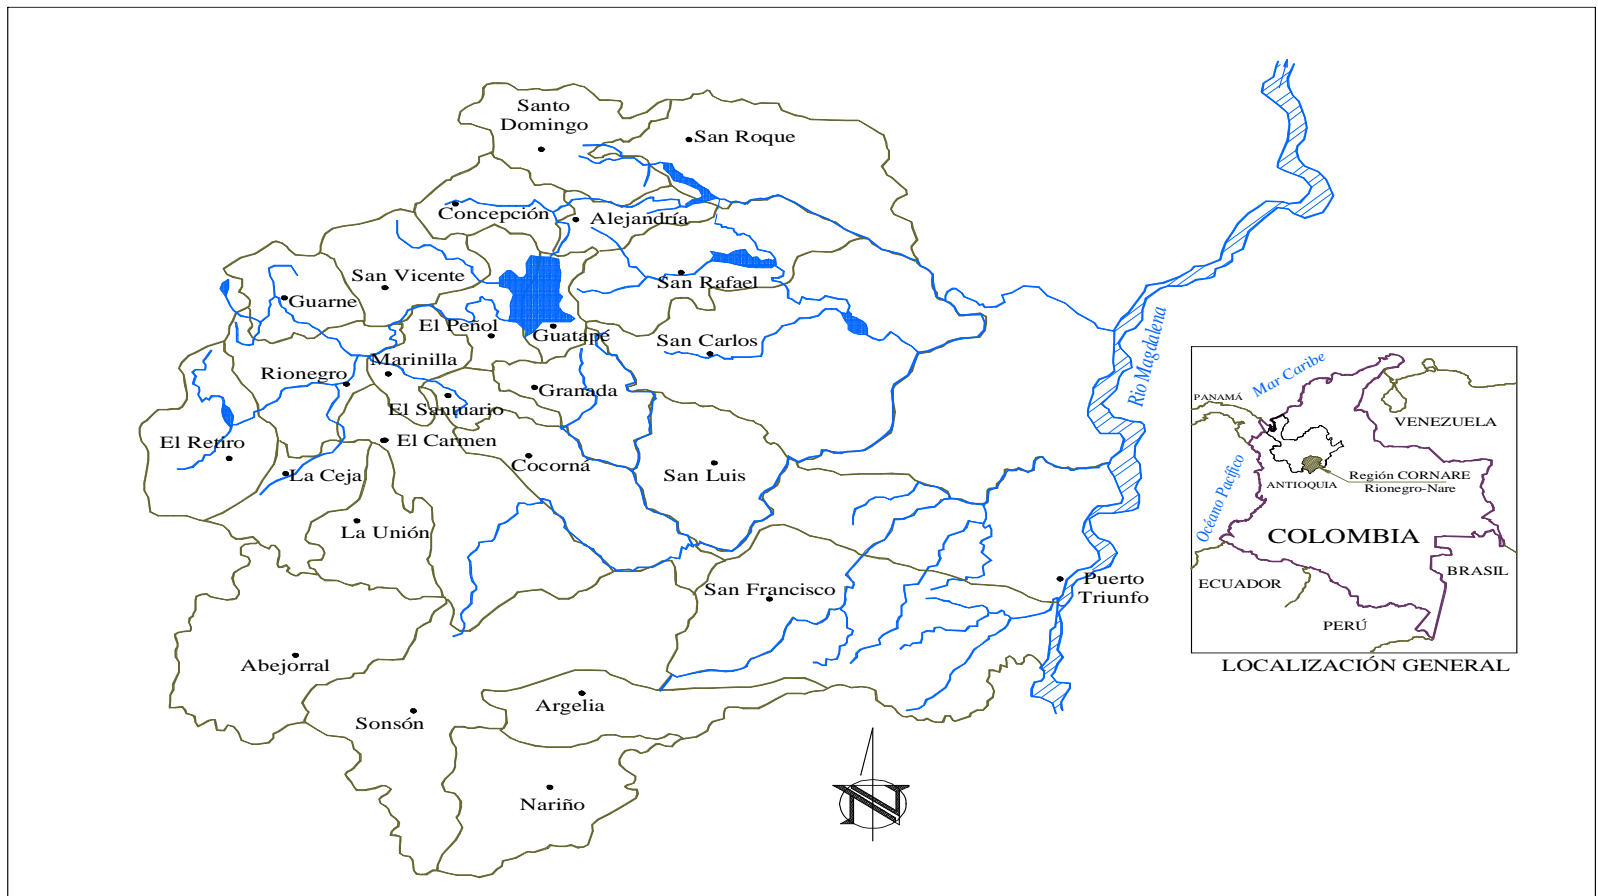 Santo
Domingo
San Roque
Concepción
Alejandría
San Vicente
San Rafael
Guarne
El Peñol
Guatapé
San Carlos
Marinilla
Rionegro
Granada
El Santuario
El Retiro
El Carmen
Cocorná
La Ceja
San Luis
La Unión
San Francisco
Puerto
Triunfo
Abejorral
Argelia
Sonsón
Nariño
Rio Magdalena
N
Mar Caribe
PANAMÁ
VENEZUELA
Océano Pacífico
Región CORNARE
Rionegro-Nare
ANTIOQUIA
COLOMBIA
ECUADOR
BRASIL
PERÚ
LOCALIZACIÓN GENERAL